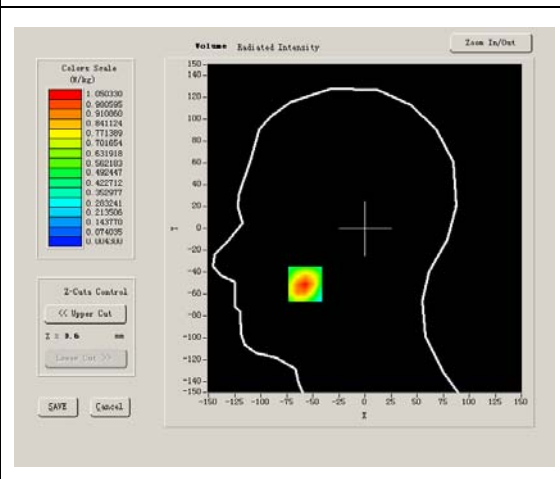 Volume Radiated Intensity
Zoom In/Out
Colors Scale
(W/kg)
1.050330
0.980595
0.910860
0.841124
0.771389
0.701654
0.631918
0.562183
0.492447
0.422712
0.352977
0.283241
0.213506
0.143770
0.074035
0.004300
150
140
120
100
80
60
40
20
0
-20
-40
-60
-80
-100
-120
-140
-150
Y
-150 -125 -100 -75 -50 -25 0 25 50 75 100 125 150
X
Z-Cuts Control
<< Upper Cut
Z = 9.6 mm
Lower Cut >>
SAVE
Cancel